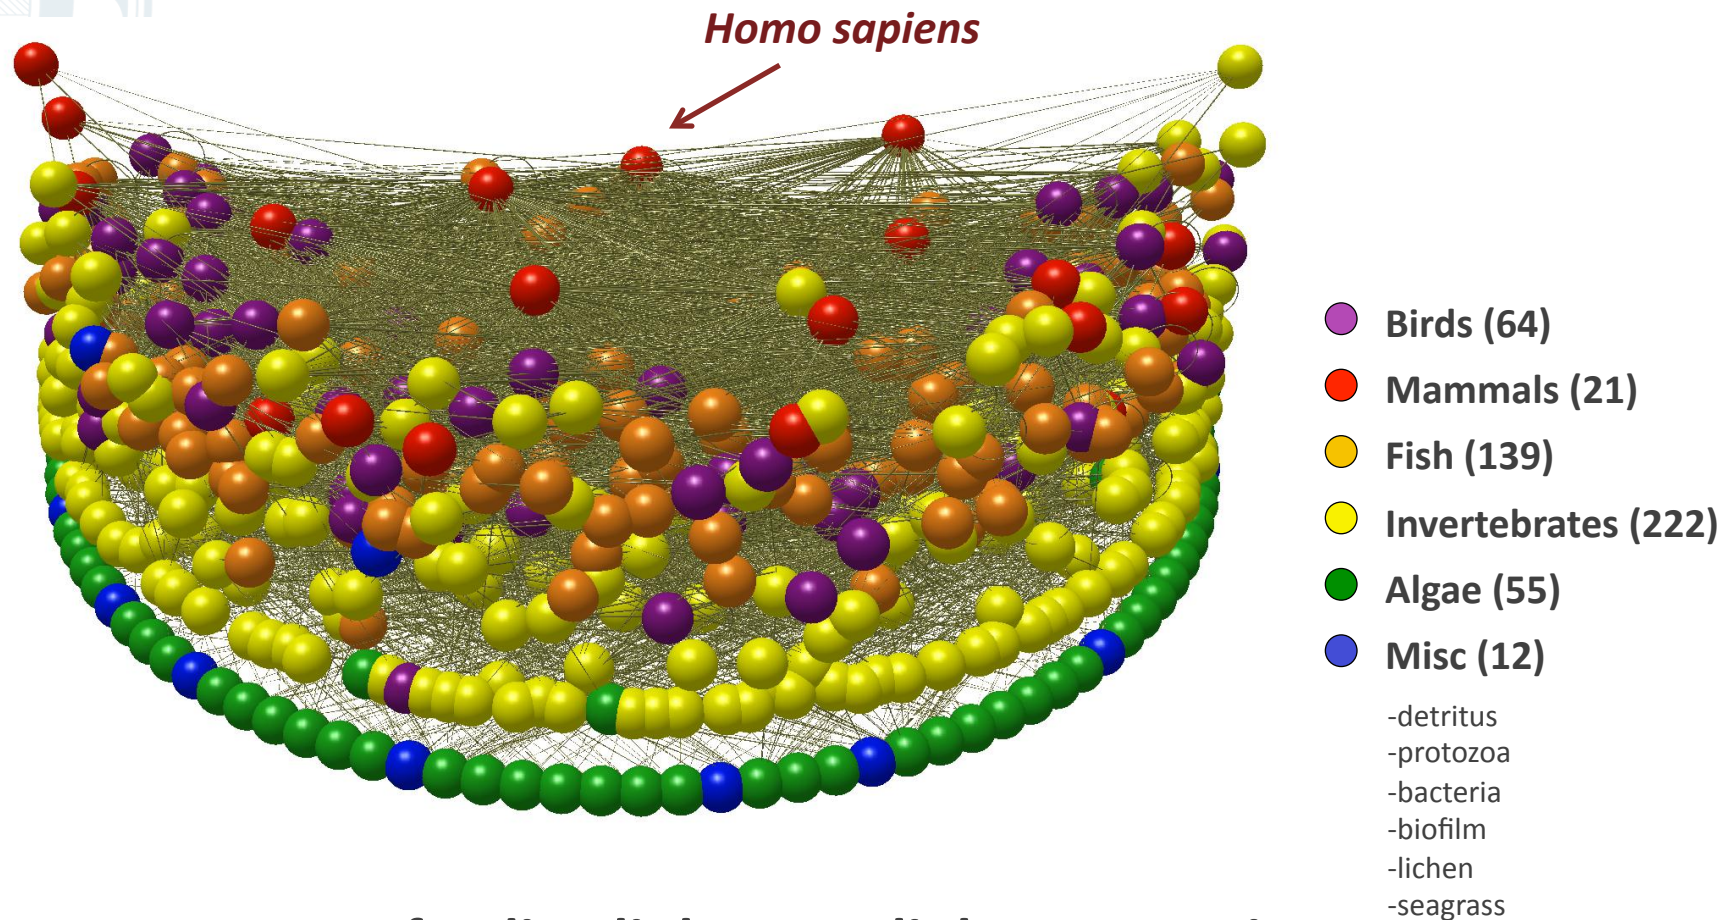 Homo sapiens
Birds (64)
Mammals (21)
Fish (139)
Invertebrates (222)
Algae (55)
Misc (12)
-detritus
-protozoa
-bacteria
-biofilm
-lichen
-seagrass